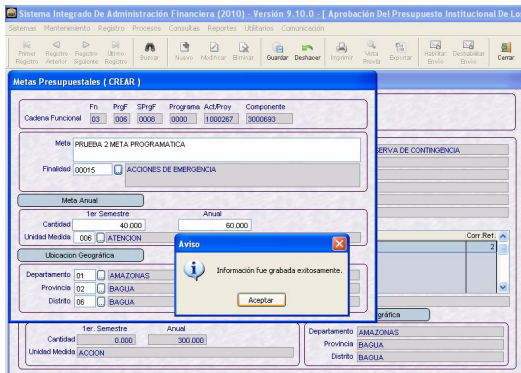 Sistema Integrado De Administración Financiera (2010) - Versión 9.10.0 - [ Aprobación Del Presupuesto Institucional De Lo
Sistemas Mantenimiento Registro Procesos Consultas Reportes Utilitarios Comunicación
Primer Registro
Registro Anterior
Registro Siguiente
Último Registro
Buscar
Nuevo
Modificar
Eliminar
Guardar
Deshacer
Imprimir
Vista Previa
Exportar
Habilitar Envío
Deshabilitar Envío
Cerrar
Metas Presupuestales ( CREAR )
Fn PrgF SPrgF Programa Act/Proy Componente
Cadena Funcional 03 006 0008 0000 1000267 3000693
Meta PRUEBA 2 META PROGRAMATICA
Finalidad 00015 ... ACCIONES DE EMERGENCIA
ERVA DE CONTINGENCIA
Meta Anual
1er Semestre Anual
Cantidad 40.000 60.000
Unidad Medida 006 ... ATENCION
Corr.Ret.
2
Aviso
Información fue grabada exitosamente.
Aceptar
Ubicacion Geográfica
Departamento 01 ... AMAZONAS
Provincia 02 ... BAGUA
Distrito 06 ... BAGUA
gráfica
1er. Semestre Anual
Cantidad 0.000 300.000
Unidad Medida ACCION
Departamento AMAZONAS
Provincia BAGUA
Distrito BAGUA